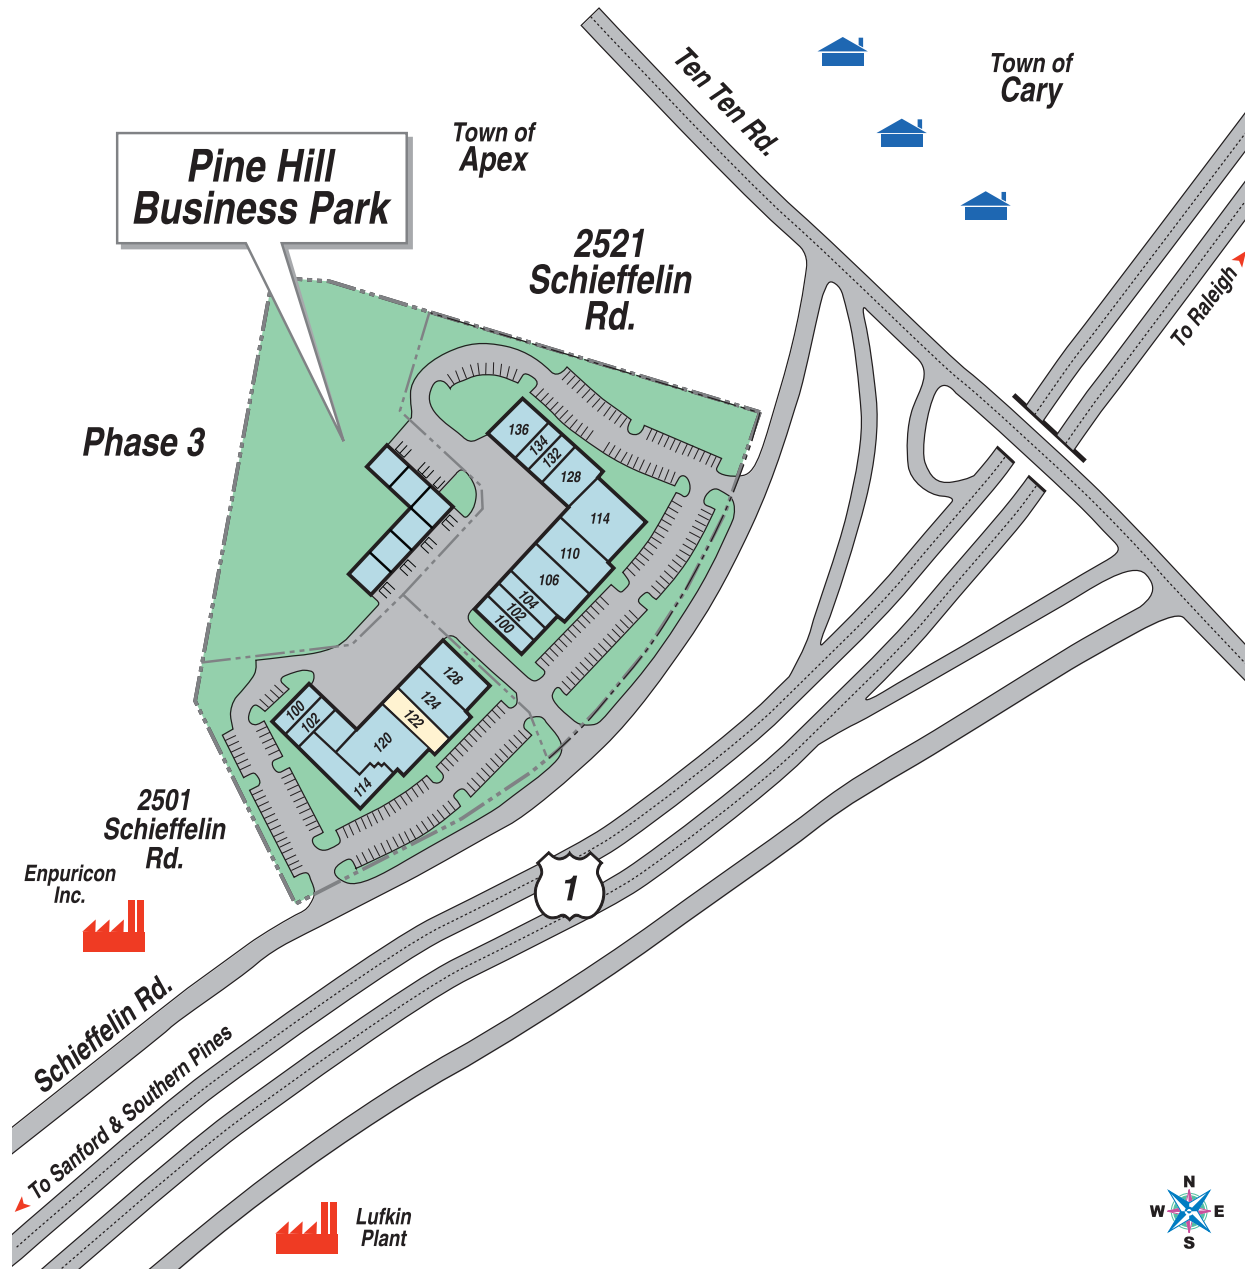 Ten Ten Rd.
Town of
Cary
Town of
Apex
Pine Hill
Business Park
2521
Schieffelin
Rd.
To Raleigh
Phase 3
136
134
132
128
114
110
106
104
102
100
128
124
122
120
114
100
102
2501
Schieffelin
Rd.
Enpuricon
Inc.
1
Schieffelin Rd.
To Sanford & Southern Pines
Lufkin
Plant
N
W
E
S